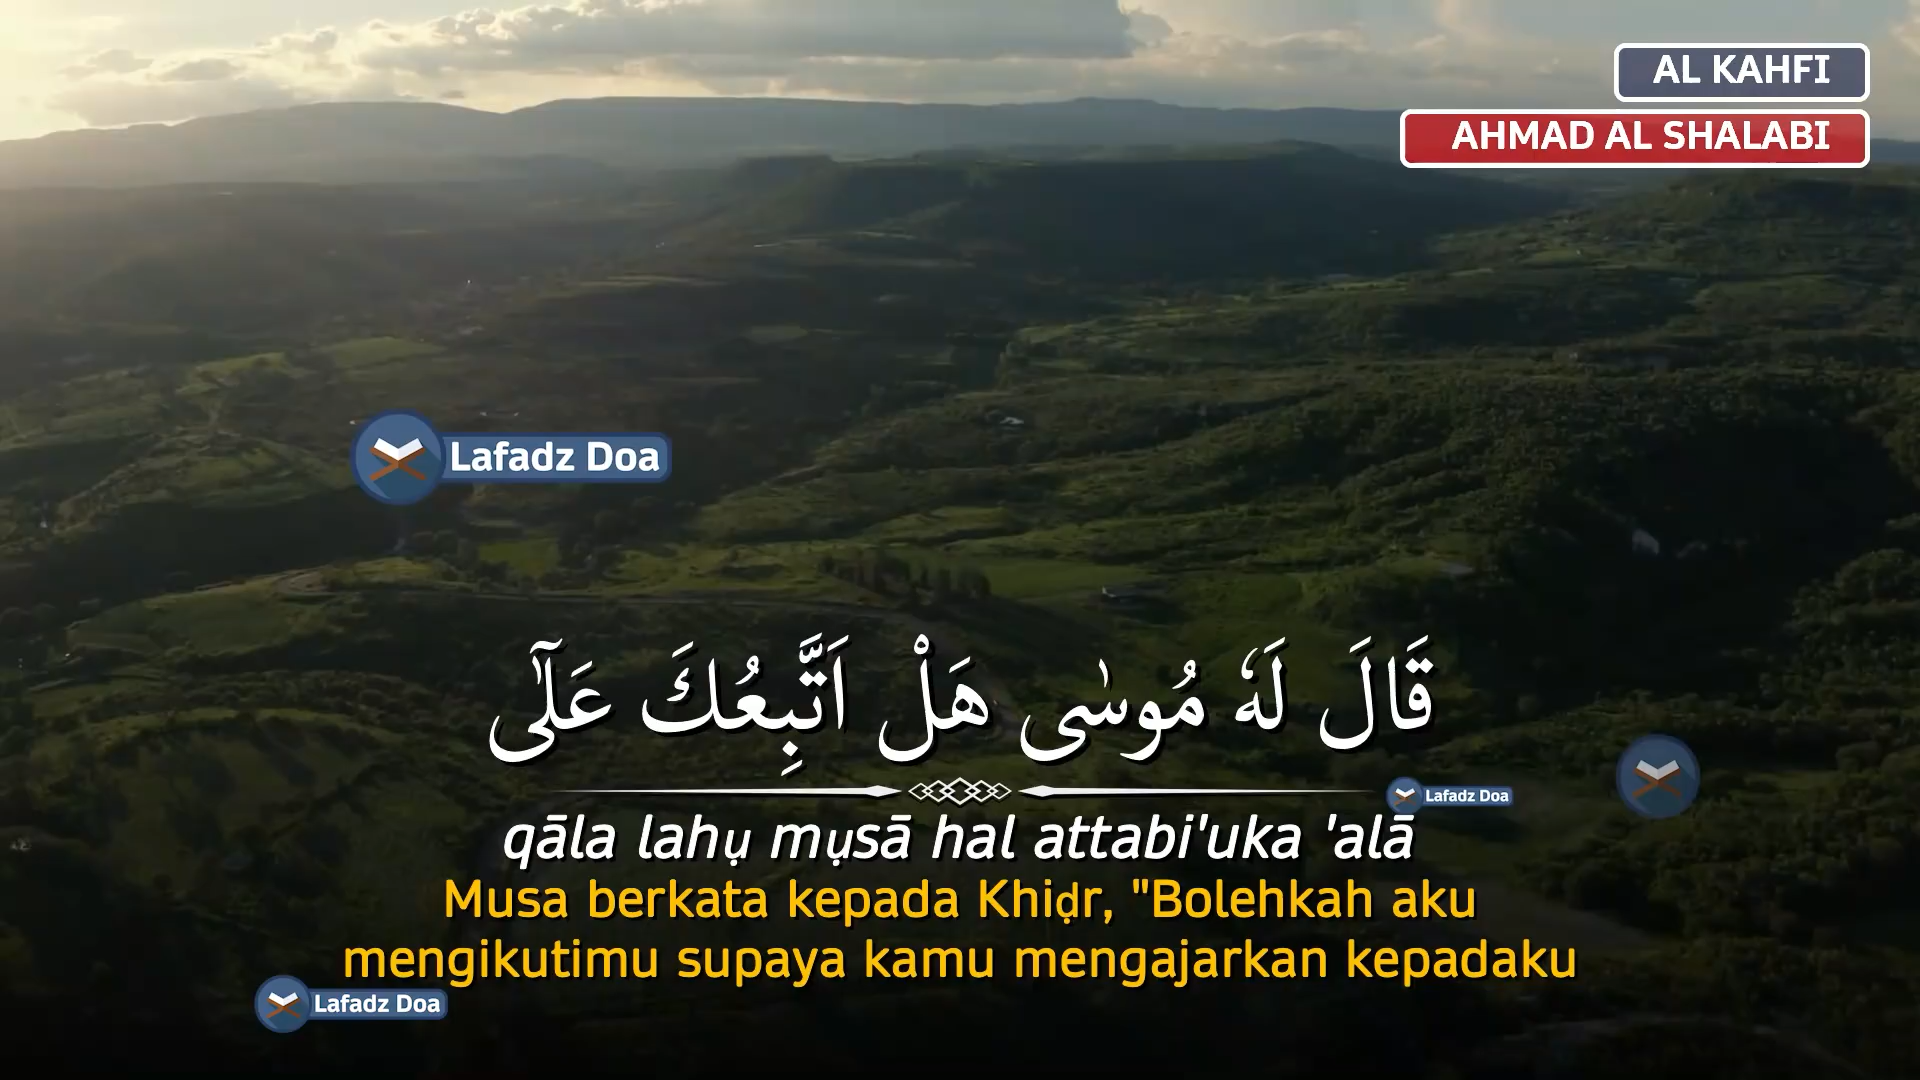 AL KAHFI
AHMAD AL SHALABI
Lafadz Doa
قَالَ لَهٗ مُوسٰى هَلْ اَتَّبِعُكَ عَلٰٓى
Lafadz Doa
qāla lahụ mụsā hal attabi'uka 'alā
Musa berkata kepada Khiḍr, "Bolehkah aku
mengikutimu supaya kamu mengajarkan kepadaku
Lafadz Doa